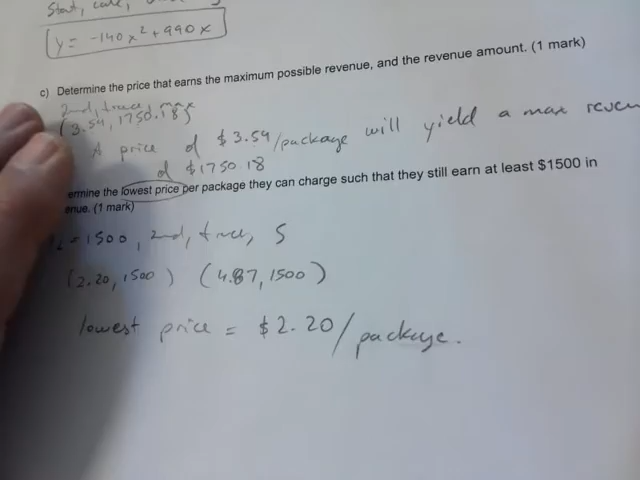 Start, calc,
y = -140x² + 990x
c) Determine the price that earns the maximum possible revenue, and the revenue amount. (1 mark)
2nd, trace, max
(3.54, 1750.18)
A price of $3.54/package will yield a max reven
of $1750.18
ermine the lowest price per package they can charge such that they still earn at least $1500 in
enue. (1 mark)
= 1500, 2nd, trace, 5
(2.20, 1500) (4.87, 1500)
lowest price = $2.20/package.